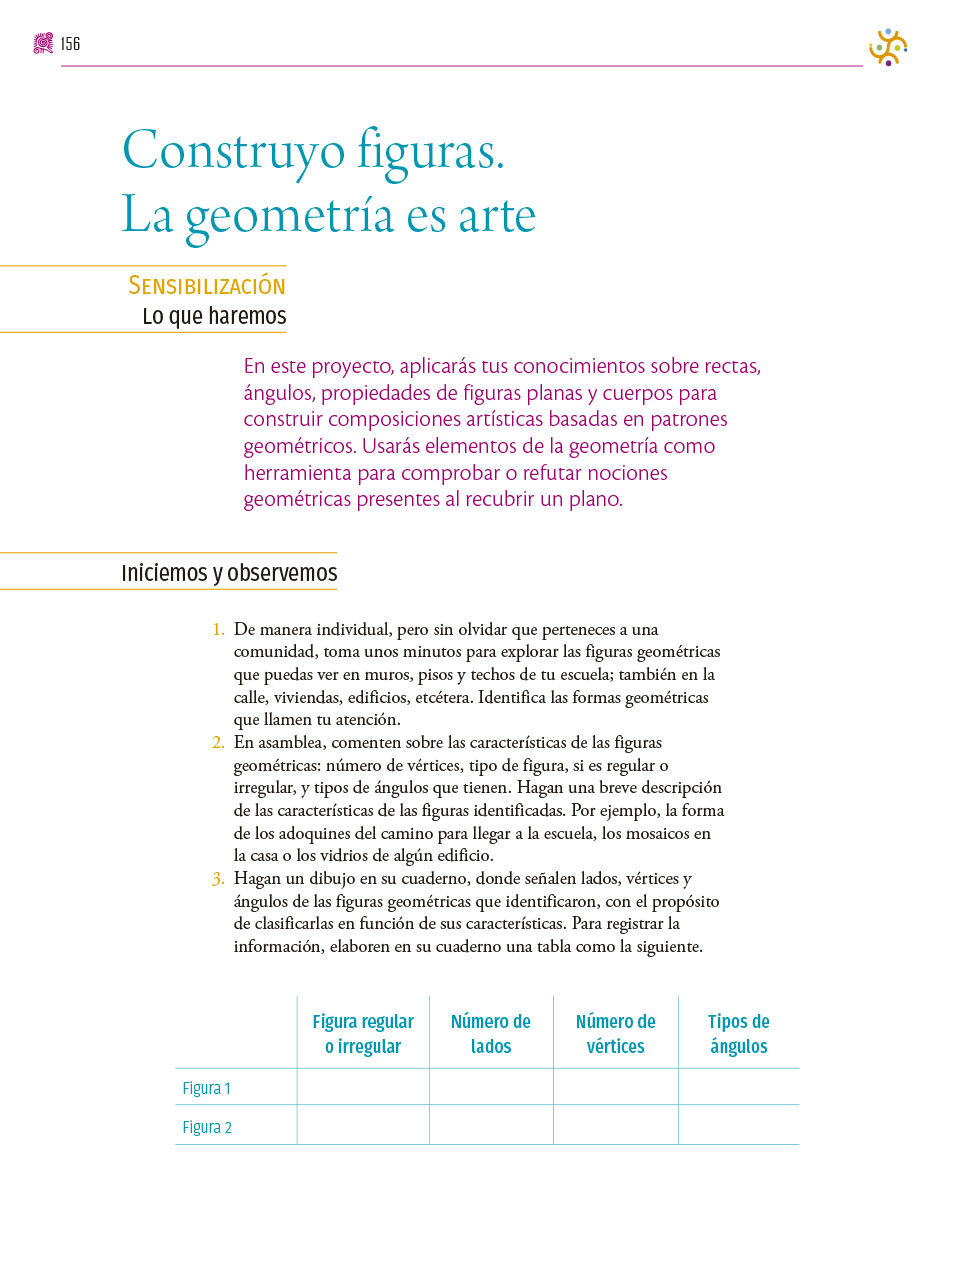 156
Construyo figuras.
La geometría es arte
Sensibilización
Lo que haremos
En este proyecto, aplicarás tus conocimientos sobre rectas,
ángulos, propiedades de figuras planas y cuerpos para
construir composiciones artísticas basadas en patrones
geométricos. Usarás elementos de la geometría como
herramienta para comprobar o refutar nociones
geométricas presentes al recubrir un plano.
Iniciemos y observemos
1. De manera individual, pero sin olvidar que perteneces a una
comunidad, toma unos minutos para explorar las figuras geométricas
que puedas ver en muros, pisos y techos de tu escuela; también en la
calle, viviendas, edificios, etcétera. Identifica las formas geométricas
que llamen tu atención.
2. En asamblea, comenten sobre las características de las figuras
geométricas: número de vértices, tipo de figura, si es regular o
irregular, y tipos de ángulos que tienen. Hagan una breve descripción
de las características de las figuras identificadas. Por ejemplo, la forma
de los adoquines del camino para llegar a la escuela, los mosaicos en
la casa o los vidrios de algún edificio.
3. Hagan un dibujo en su cuaderno, donde señalen lados, vértices y
ángulos de las figuras geométricas que identificaron, con el propósito
de clasificarlas en función de sus características. Para registrar la
información, elaboren en su cuaderno una tabla como la siguiente.
Figura regular Número de Número de Tipos de
o irregular lados vértices ángulos
Figura 1
Figura 2